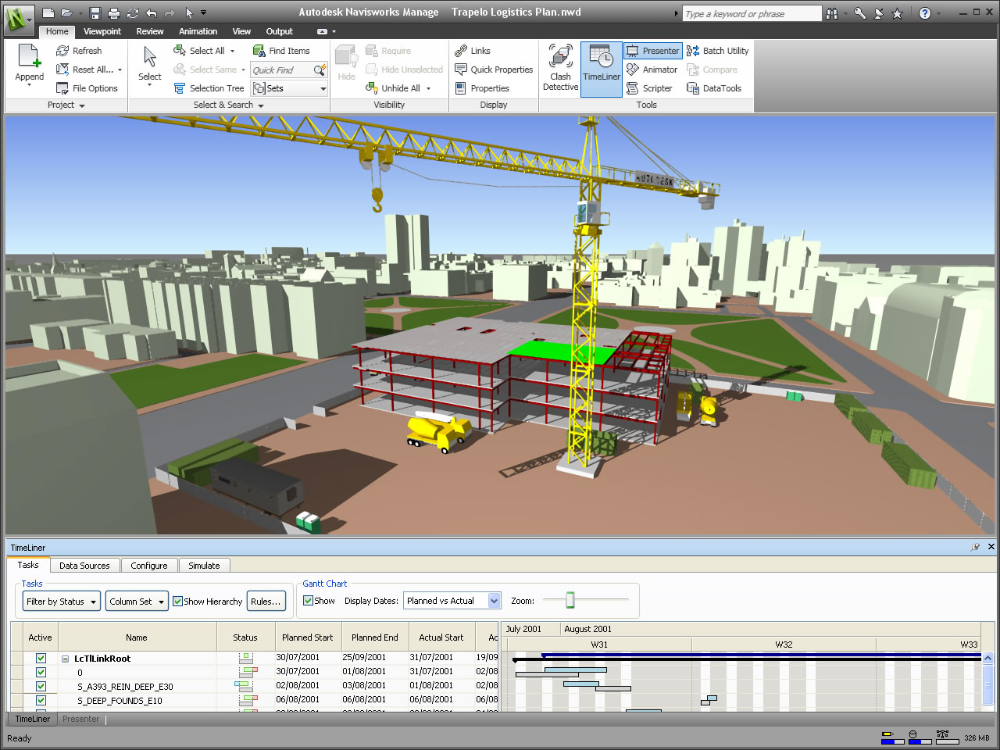 Autodesk Navisworks Manage Trapelo Logistics Plan.nwd
Type a keyword or phrase
Home Viewpoint Review Animation View Output
Append
Refresh
Reset All...
File Options
Project
Select
Select All
Select Same
Selection Tree
Find Items
Quick Find
Sets
Select & Search
Hide
Require
Hide Unselected
Unhide All
Visibility
Links
Quick Properties
Properties
Display
Clash Detective
TimeLiner
Presenter
Animator
Scripter
Batch Utility
Compare
DataTools
Tools
AUTODESK
TimeLiner
Tasks Data Sources Configure Simulate
Tasks
Filter by Status Column Set Show Hierarchy Rules...
Gantt Chart
Show Display Dates: Planned vs Actual Zoom:
Active Name Status Planned Start Planned End Actual Start Ac
July 2001 August 2001
W31 W32 W33
LcTlLinkRoot 30/07/2001 25/09/2001 31/07/2001 19/09
0 30/07/2001 01/08/2001 31/07/2001 02/08
S_A393_REIN_DEEP_E30 02/08/2001 03/08/2001 01/08/2001 02/08
S_DEEP_FOUNDS_E10 06/08/2001 06/08/2001 06/08/2001 06/08
TimeLiner Presenter
Ready
326 MB